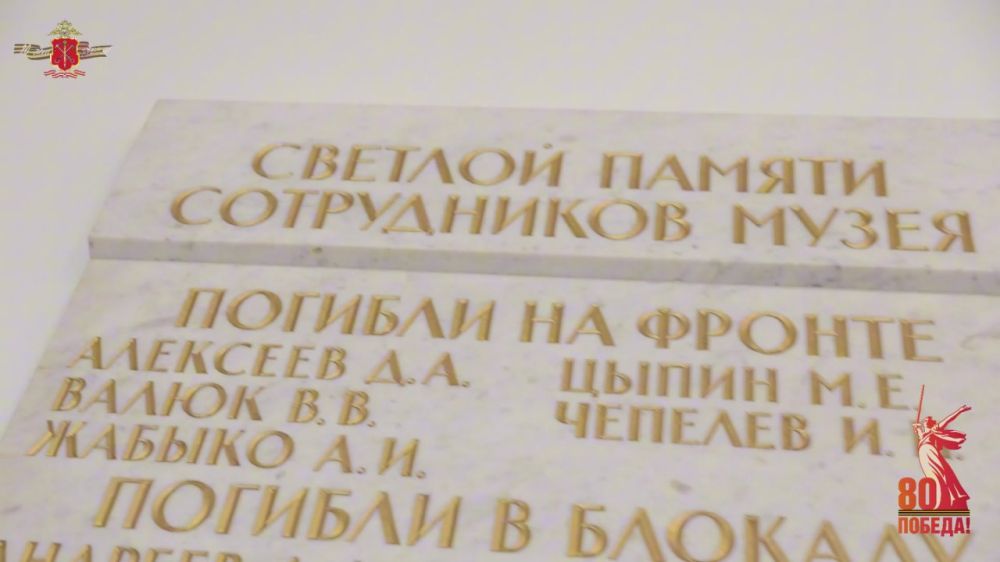 СВЕТЛОЙ ПАМЯТИ
СОТРУДНИКОВ МУЗЕЯ
ПОГИБЛИ НА ФРОНТЕ
АЛЕКСЕЕВ Д.А.
ВАЛЮК В.В.
ЖАБЫКО А.И.
ЦЫПИН М.Е.
ЧЕПЕЛЕВ И.
ПОГИБЛИ В БЛОКАДУ
80
ПОБЕДА!